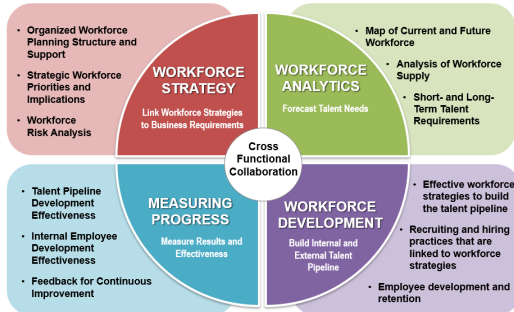 • Organized Workforce
Planning Structure and
Support
• Strategic Workforce
Priorities and
Implications
• Workforce
Risk Analysis
WORKFORCE
STRATEGY
Link Workforce Strategies
to Business Requirements
WORKFORCE
ANALYTICS
Forecast Talent Needs
• Map of Current and Future
Workforce
• Analysis of Workforce
Supply
• Short- and Long-
Term Talent
Requirements
Cross
Functional
Collaboration
• Talent Pipeline
Development
Effectiveness
• Internal Employee
Development
Effectiveness
• Feedback for Continuous
Improvement
MEASURING
PROGRESS
Measure Results and
Effectiveness
WORKFORCE
DEVELOPMENT
Build Internal and
External Talent
Pipeline
• Effective workforce
strategies to build
the talent pipeline
• Recruiting and hiring
practices that are
linked to workforce
strategies
• Employee development and
retention